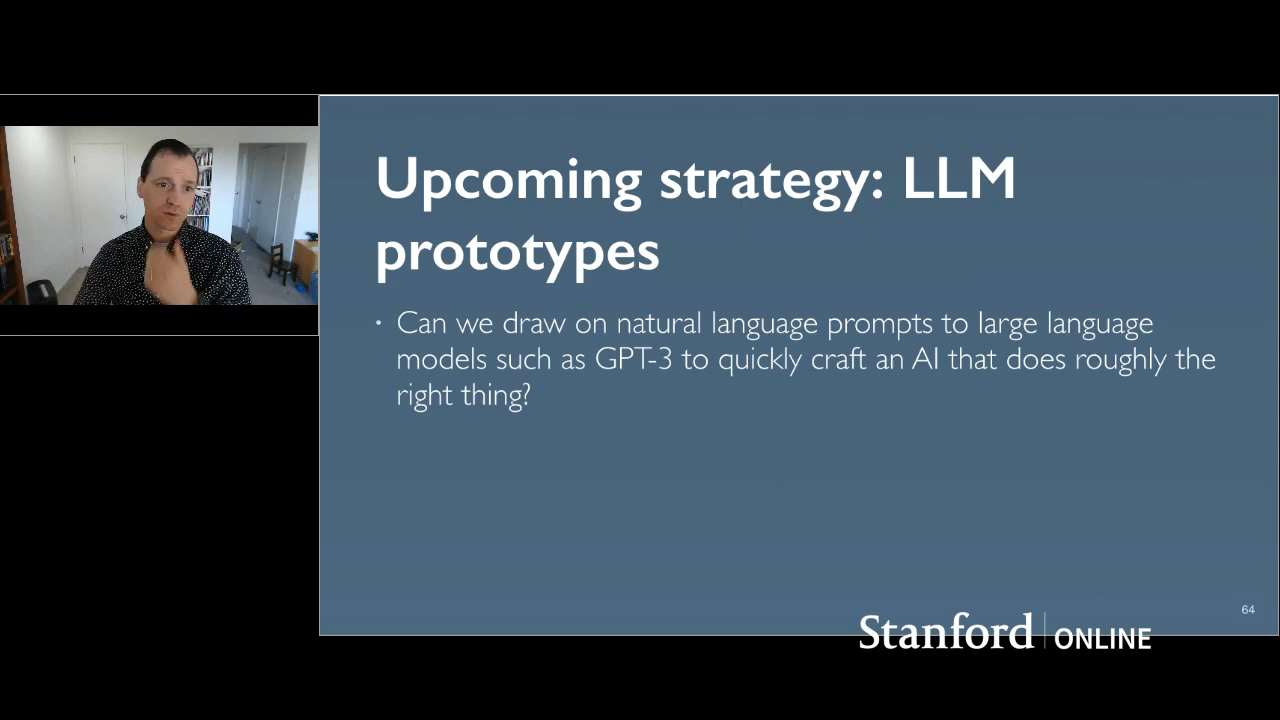 Upcoming strategy: LLM
prototypes
• Can we draw on natural language prompts to large language
models such as GPT-3 to quickly craft an AI that does roughly the
right thing?
64
Stanford ONLINE